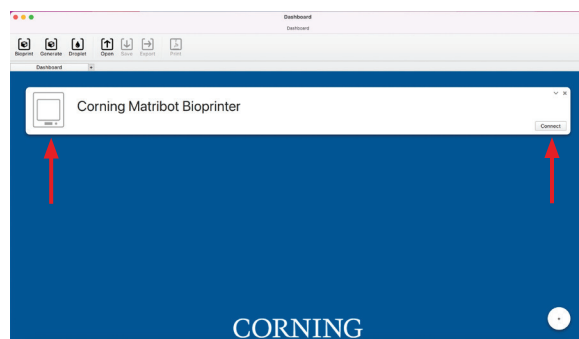 Dashboard
Dashboard
Bioprint Generate Droplet Open Save Export Print
Dashboard
Corning Matribot Bioprinter
Connect
CORNING